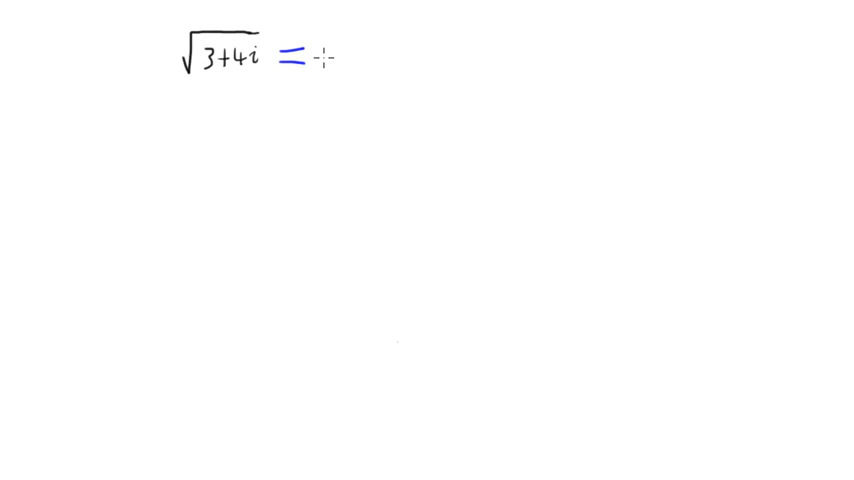 √(3+4i) =